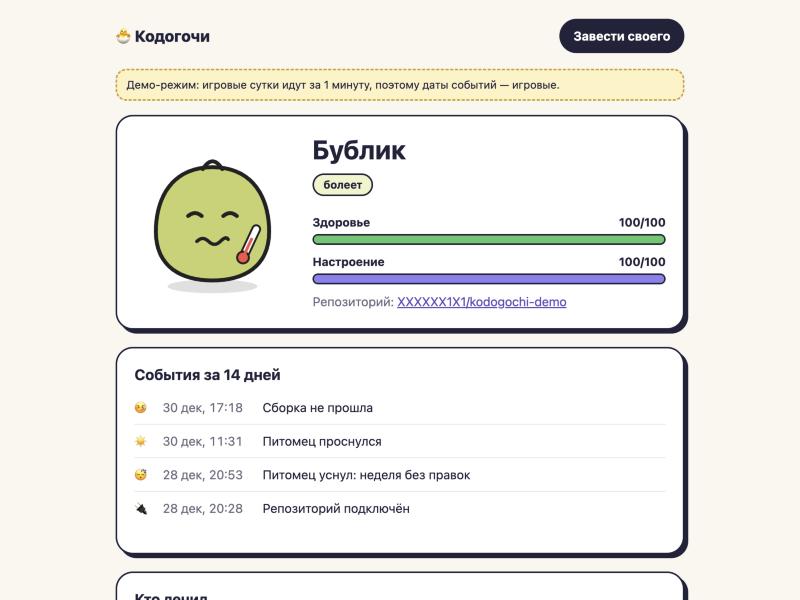 Кодогочи
Завести своего
Демо-режим: игровые сутки идут за 1 минуту, поэтому даты событий — игровые.
Бублик
болеет
Здоровье 100/100
Настроение 100/100
Репозиторий: XXXXXX1X1/kodogochi-demo
События за 14 дней
30 дек, 17:18 Сборка не прошла
30 дек, 11:31 Питомец проснулся
28 дек, 20:53 Питомец уснул: неделя без правок
28 дек, 20:28 Репозиторий подключён
Кто лечил